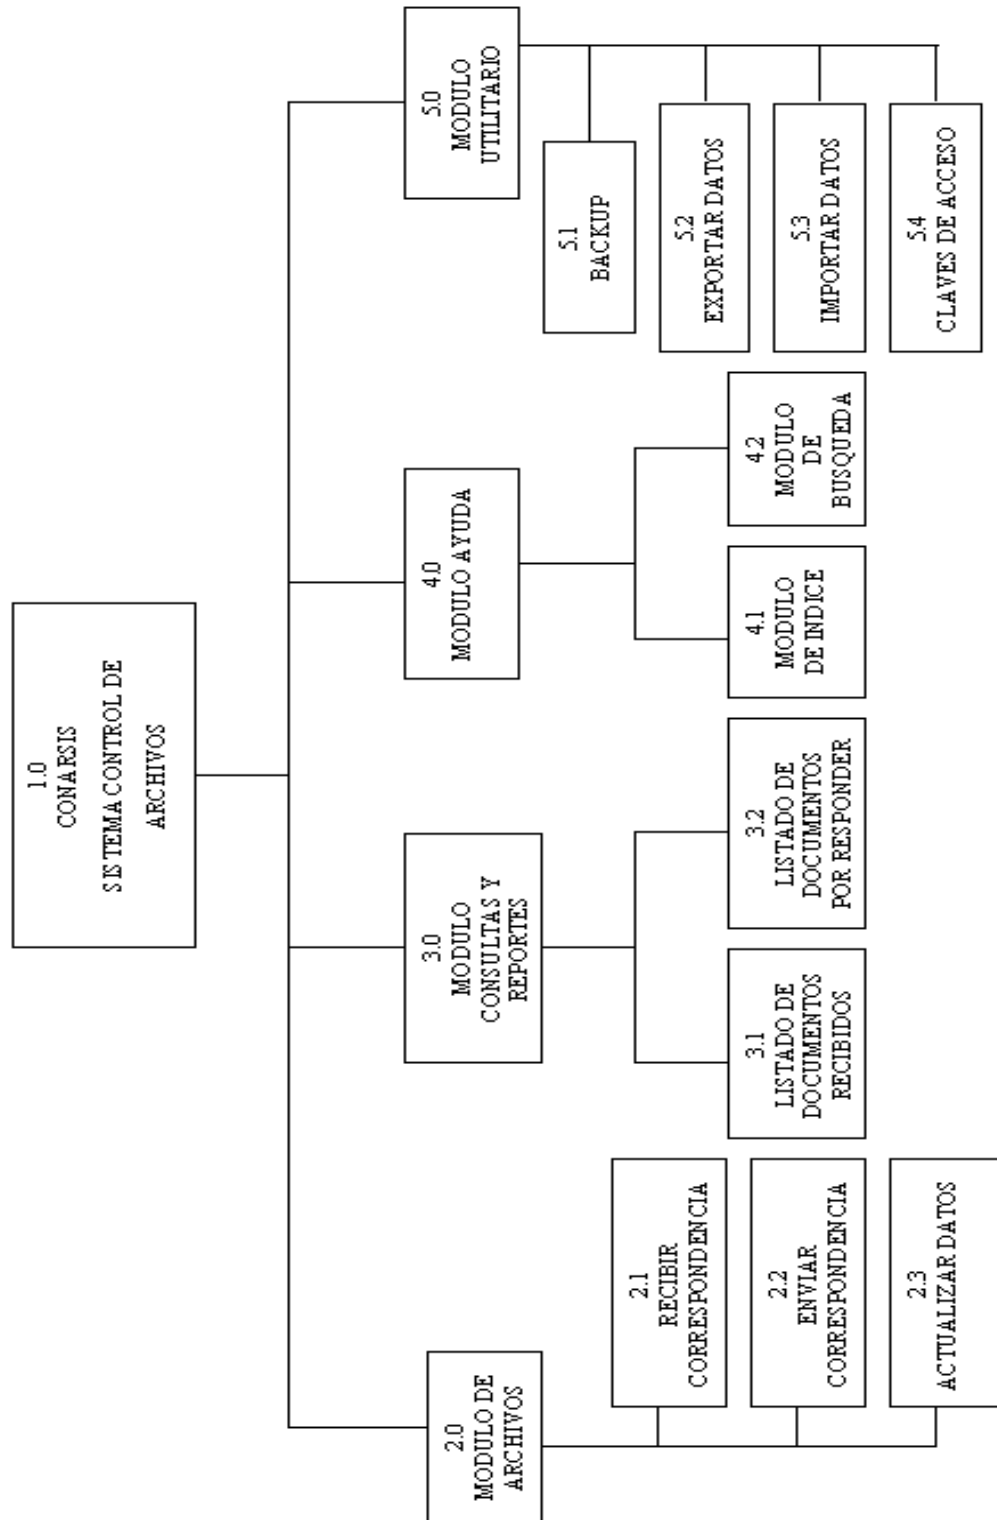 1.0
CONARSIS
SISTEMA CONTROL DE
ARCHIVOS
2.0
MODULO DE
ARCHIVOS
2.1
RECIBIR
CORRESPONDENCIA
2.2
ENVIAR
CORRESPONDENCIA
2.3
ACTUALIZAR DATOS
3.0
MODULO
CONSULTAS Y
REPORTES
3.1
LISTADO DE
DOCUMENTOS
RECIBIDOS
3.2
LISTADO DE
DOCUMENTOS
POR RESPONDER
4.0
MODULO AYUDA
4.1
MODULO
DE INDICE
4.2
MODULO
DE
BUSQUEDA
5.0
MODULO
UTILITARIO
5.1
BACKUP
5.2
EXPORTAR DATOS
5.3
IMPORTAR DATOS
5.4
CLAVES DE ACCESO